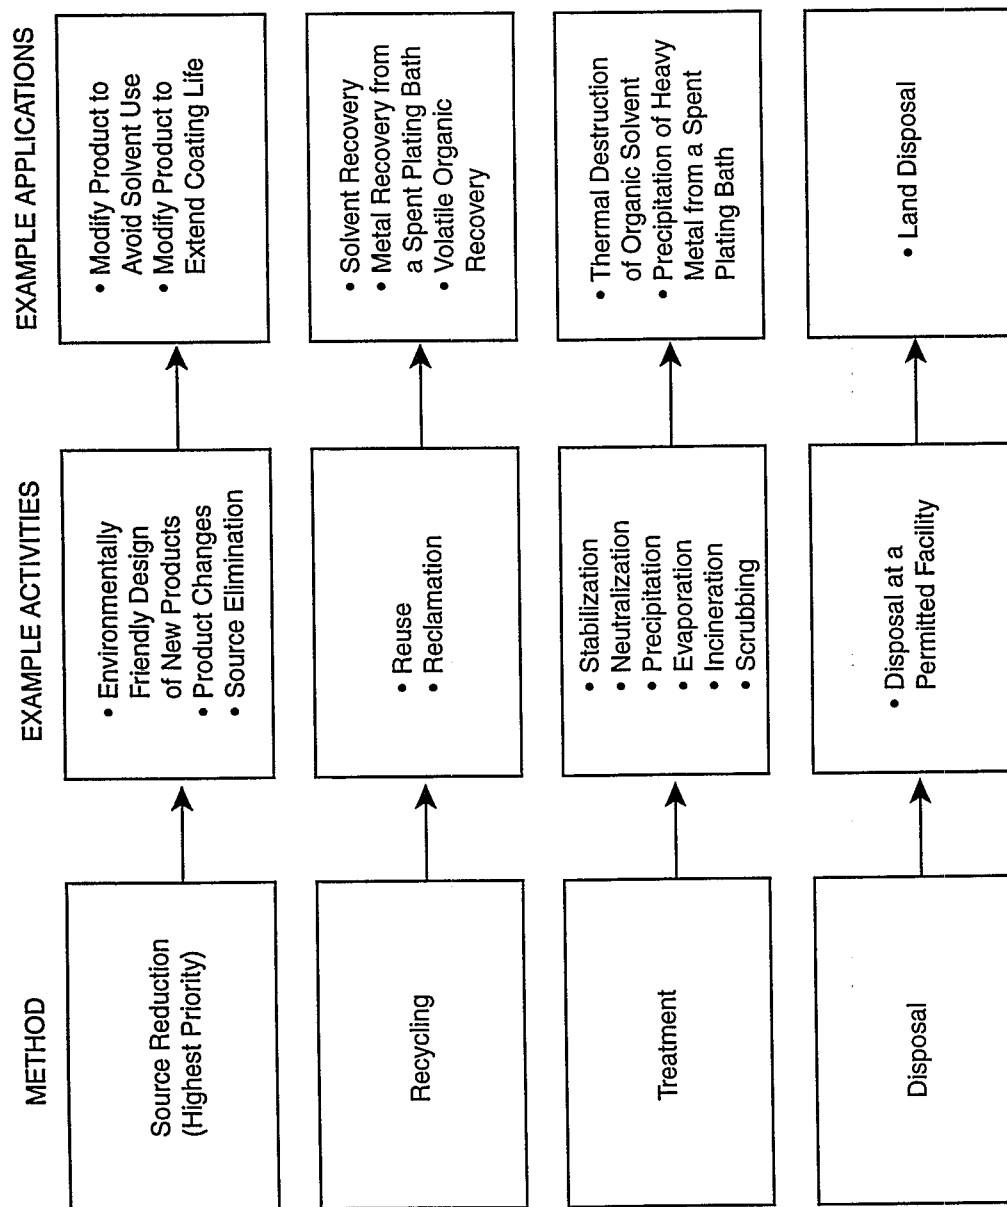 METHOD
EXAMPLE ACTIVITIES
EXAMPLE APPLICATIONS
Source Reduction
(Highest Priority)
• Environmentally
Friendly Design
of New Products
• Product Changes
• Source Elimination
• Modify Product to
Avoid Solvent Use
• Modify Product to
Extend Coating Life
Recycling
• Reuse
• Reclamation
• Solvent Recovery
• Metal Recovery from
a Spent Plating Bath
• Volatile Organic
Recovery
Treatment
• Stabilization
• Neutralization
• Precipitation
• Evaporation
• Incineration
• Scrubbing
• Thermal Destruction
of Organic Solvent
• Precipitation of Heavy
Metal from a Spent
Plating Bath
Disposal
• Disposal at a
Permitted Facility
• Land Disposal